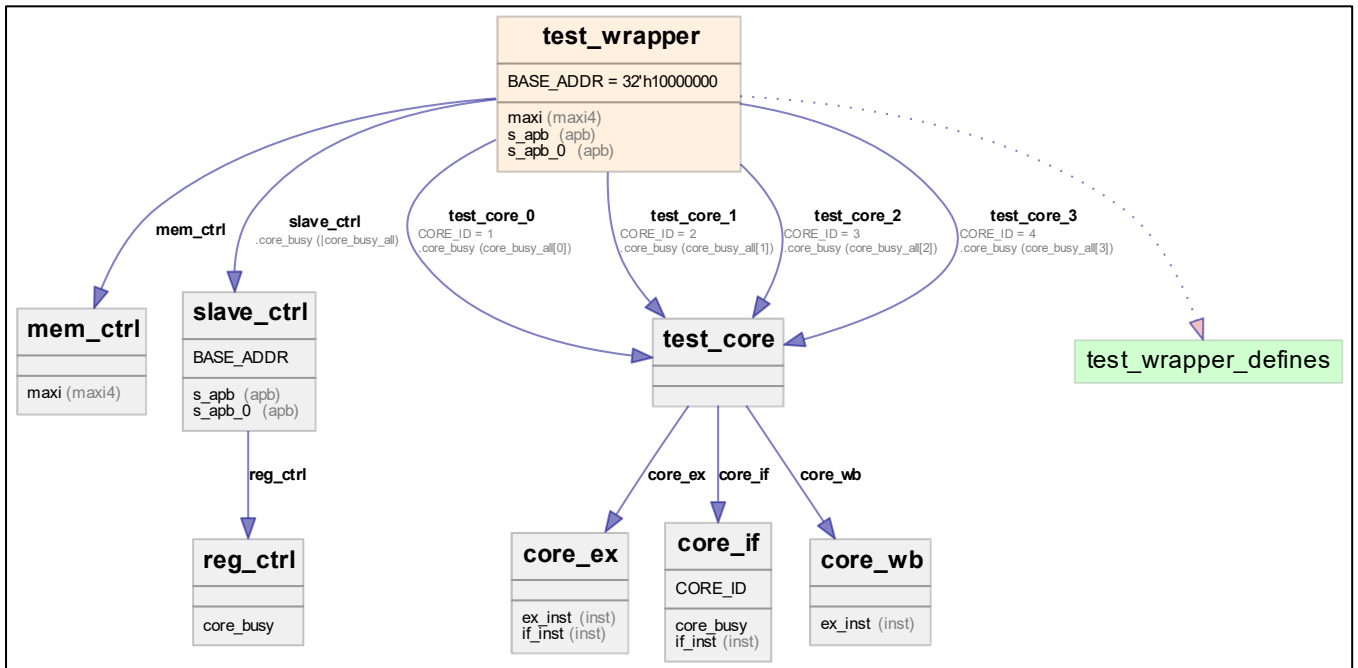 test_wrapper
BASE_ADDR = 32'h10000000
maxi (maxi4)
s_apb (apb)
s_apb_0 (apb)
mem_ctrl
slave_ctrl
.core_busy (|core_busy_all)
test_core_0
CORE_ID = 1
.core_busy (core_busy_all[0])
test_core_1
CORE_ID = 2
.core_busy (core_busy_all[1])
test_core_2
CORE_ID = 3
.core_busy (core_busy_all[2])
test_core_3
CORE_ID = 4
.core_busy (core_busy_all[3])
mem_ctrl
maxi (maxi4)
slave_ctrl
BASE_ADDR
s_apb (apb)
s_apb_0 (apb)
test_core
test_wrapper_defines
reg_ctrl
core_ex
core_if
core_wb
reg_ctrl
core_busy
core_ex
ex_inst (inst)
if_inst (inst)
core_if
CORE_ID
core_busy
if_inst (inst)
core_wb
ex_inst (inst)